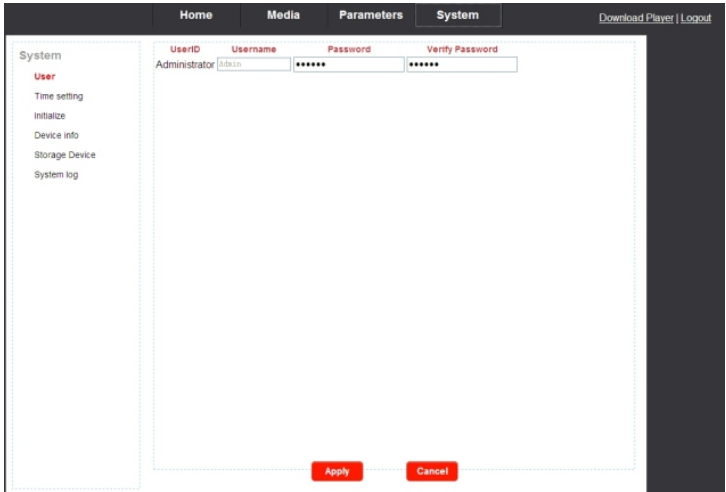 Home Media Parameters System
Download Player | Logout
System
User
Time setting
Initialize
Device info
Storage Device
System log
UserID Username Password Verify Password
Administrator Admin ●●●●●● ●●●●●●
Apply Cancel